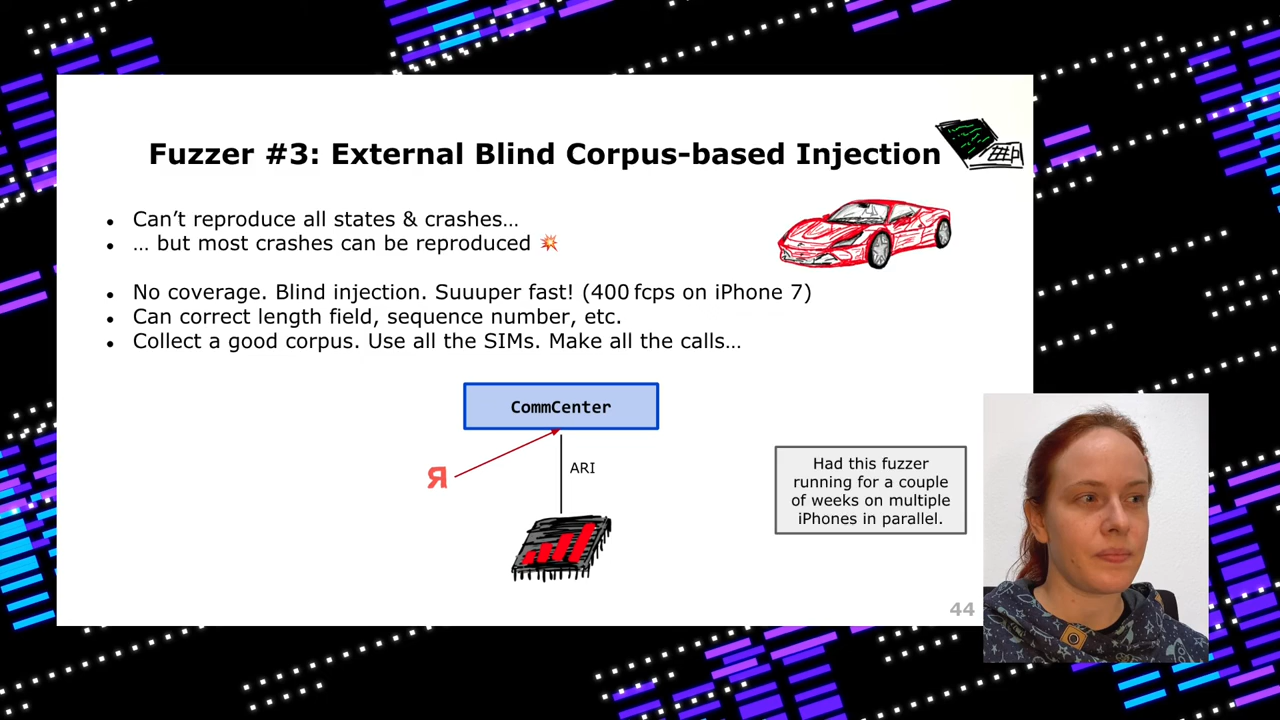 Fuzzer #3: External Blind Corpus-based Injection
Can’t reproduce all states & crashes…
… but most crashes can be reproduced 💥
No coverage. Blind injection. Suuuper fast! (400 fcps on iPhone 7)
Can correct length field, sequence number, etc.
Collect a good corpus. Use all the SIMs. Make all the calls…
CommCenter
ARI
Я
Had this fuzzer
running for a couple
of weeks on multiple
iPhones in parallel.
44